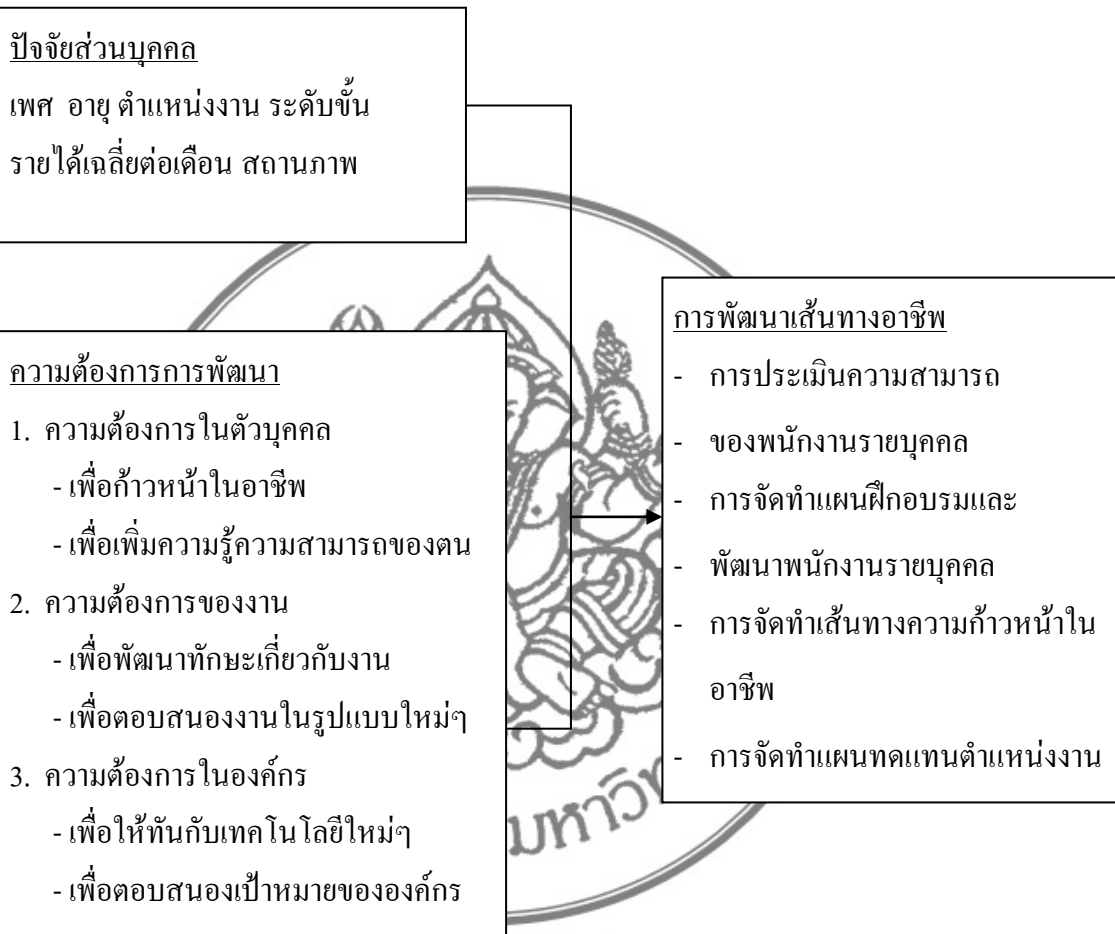 ปัจจัยส่วนบุคคล
เพศ อายุ ตำแหน่งงาน ระดับขั้น
รายได้เฉลี่ยต่อเดือน สถานภาพ
ความต้องการการพัฒนา
1. ความต้องการในตัวบุคคล
- เพื่อก้าวหน้าในอาชีพ
- เพื่อเพิ่มความรู้ความสามารถของตน
2. ความต้องการของงาน
- เพื่อพัฒนาทักษะเกี่ยวกับงาน
- เพื่อตอบสนองงานในรูปแบบใหม่ๆ
3. ความต้องการในองค์กร
- เพื่อให้ทันกับเทคโนโลยีใหม่ๆ
- เพื่อตอบสนองเป้าหมายขององค์กร
การพัฒนาเส้นทางอาชีพ
- การประเมินความสามารถ
- ของพนักงานรายบุคคล
- การจัดทำแผนฝึกอบรมและ
- พัฒนาพนักงานรายบุคคล
- การจัดทำเส้นทางความก้าวหน้าใน
อาชีพ
- การจัดทำแผนทดแทนตำแหน่งงาน